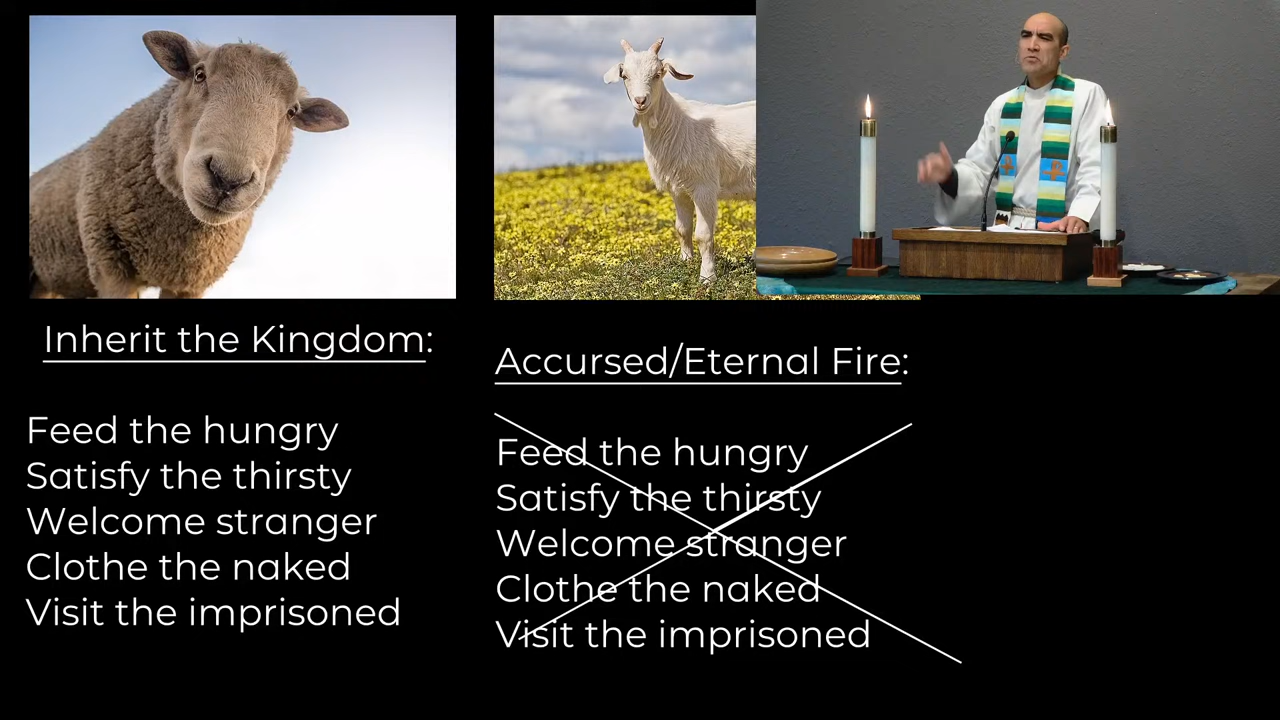 Inherit the Kingdom:
Feed the hungry
Satisfy the thirsty
Welcome stranger
Clothe the naked
Visit the imprisoned
Accursed/Eternal Fire:
Feed the hungry
Satisfy the thirsty
Welcome stranger
Clothe the naked
Visit the imprisoned